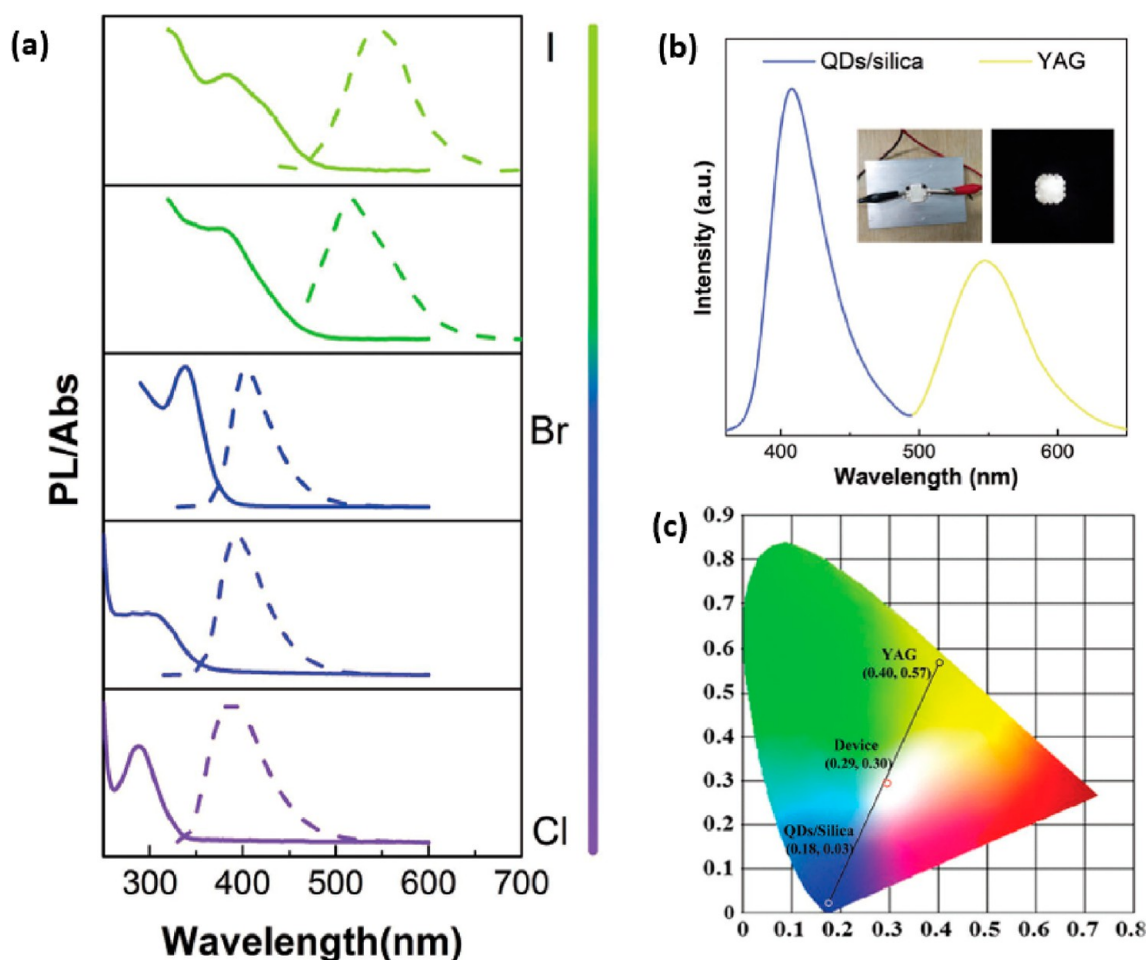 (a)
I
Br
Cl
PL/Abs
300 400 500 600 700
Wavelength(nm)
(b)
QDs/silica YAG
Intensity (a.u.)
400 500 600
Wavelength (nm)
(c)
0.9
0.8
0.7
0.6
0.5
0.4
0.3
0.2
0.1
0
YAG
(0.40, 0.57)
Device
(0.29, 0.30)
QDs/Silica
(0.18, 0.03)
0 0.1 0.2 0.3 0.4 0.5 0.6 0.7 0.8